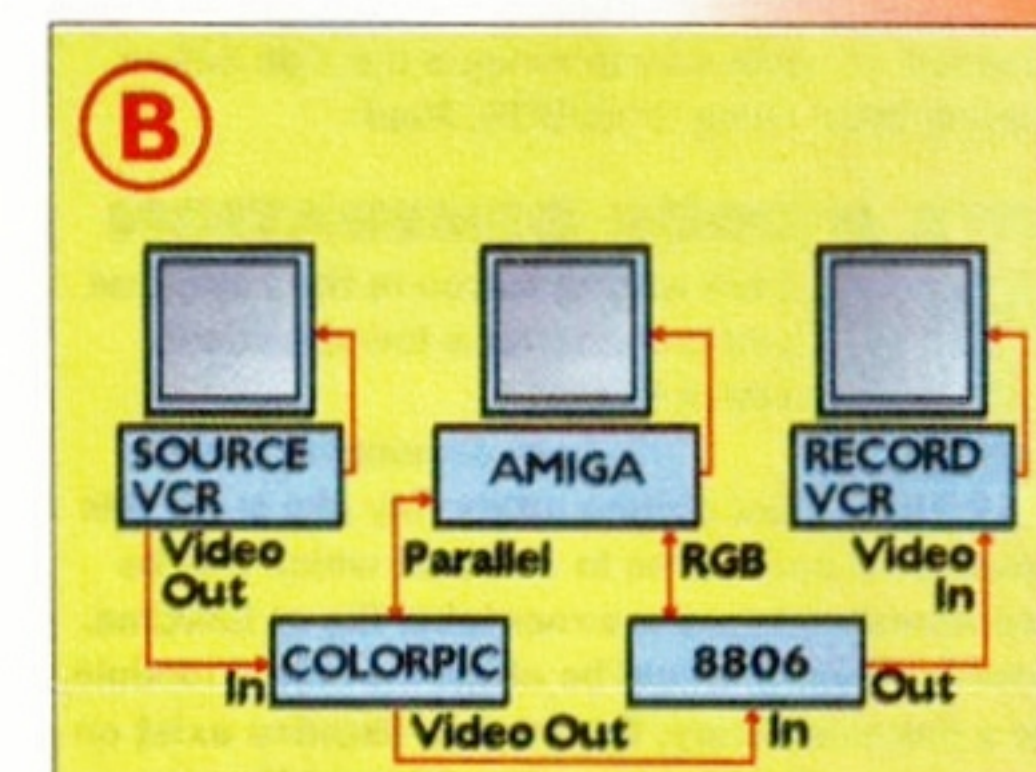 B
SOURCE
VCR
AMIGA
RECORD
VCR
Video
Out
Parallel
RGB
Video
In
COLORPIC
8806
In
Out
Video Out
In